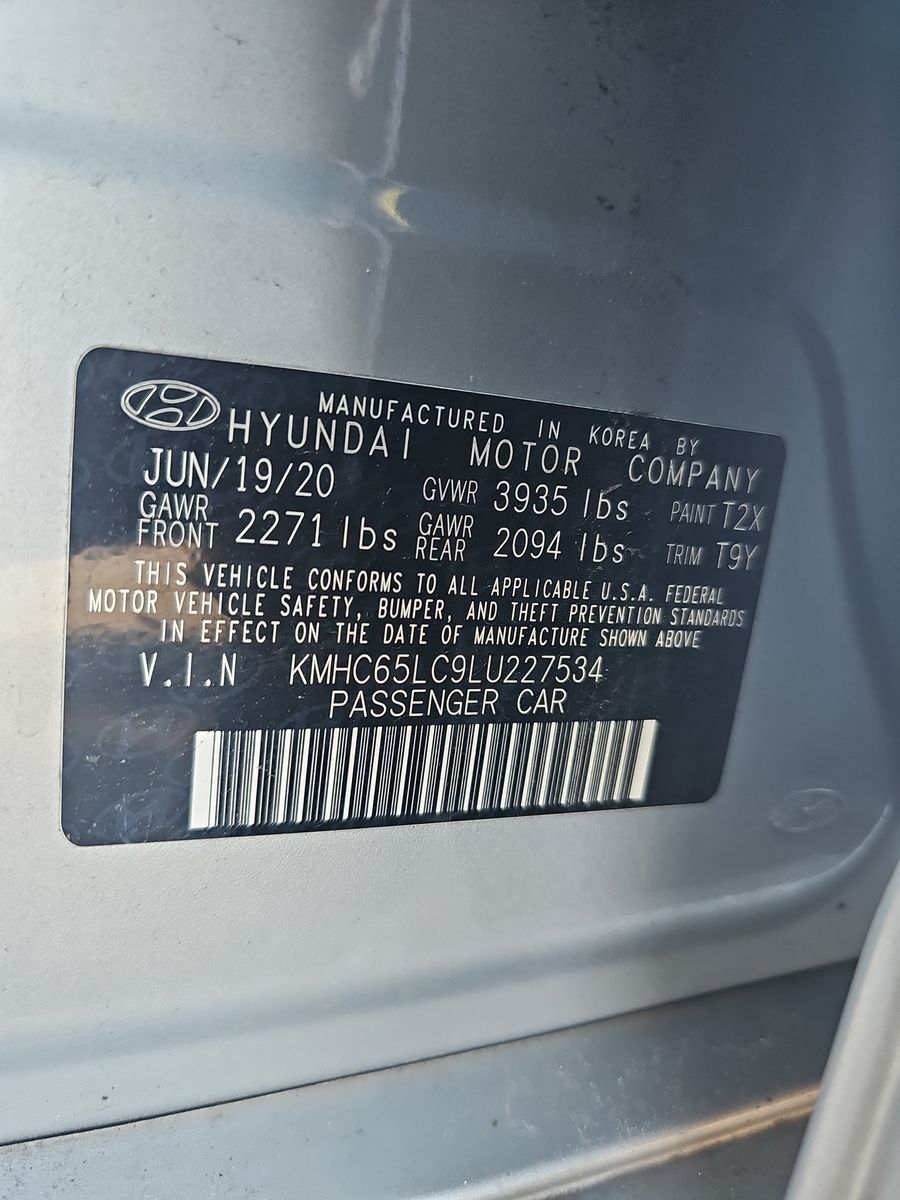 MANUFACTURED IN KOREA BY
HYUNDAI MOTOR COMPANY
JUN/19/20 GVWR 3935 lbs PAINT T2X
GAWR FRONT 2271 lbs GAWR REAR 2094 lbs TRIM T9Y
THIS VEHICLE CONFORMS TO ALL APPLICABLE U.S.A. FEDERAL
MOTOR VEHICLE SAFETY, BUMPER, AND THEFT PREVENTION STANDARDS
IN EFFECT ON THE DATE OF MANUFACTURE SHOWN ABOVE
V.I.N KMHC65LC9LU227534
PASSENGER CAR